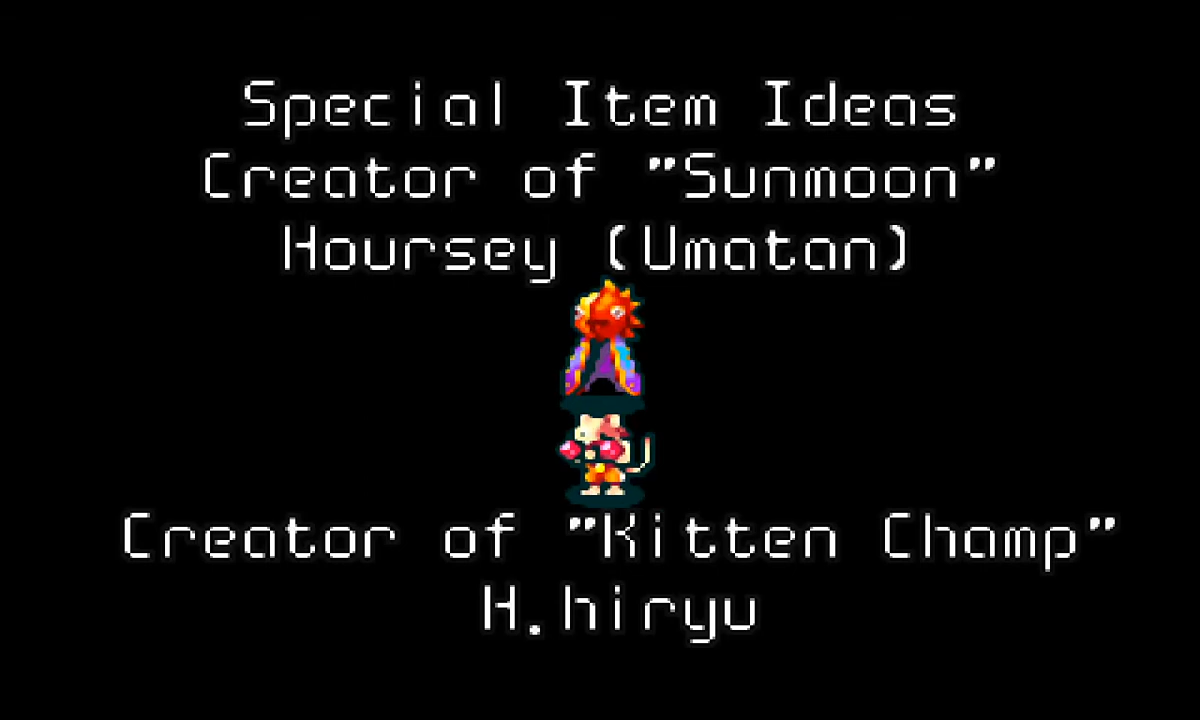 Special Item Ideas
Creator of "Sunmoon"
Hoursey (Umatan)
Creator of "Kitten Champ"
H.hiryu